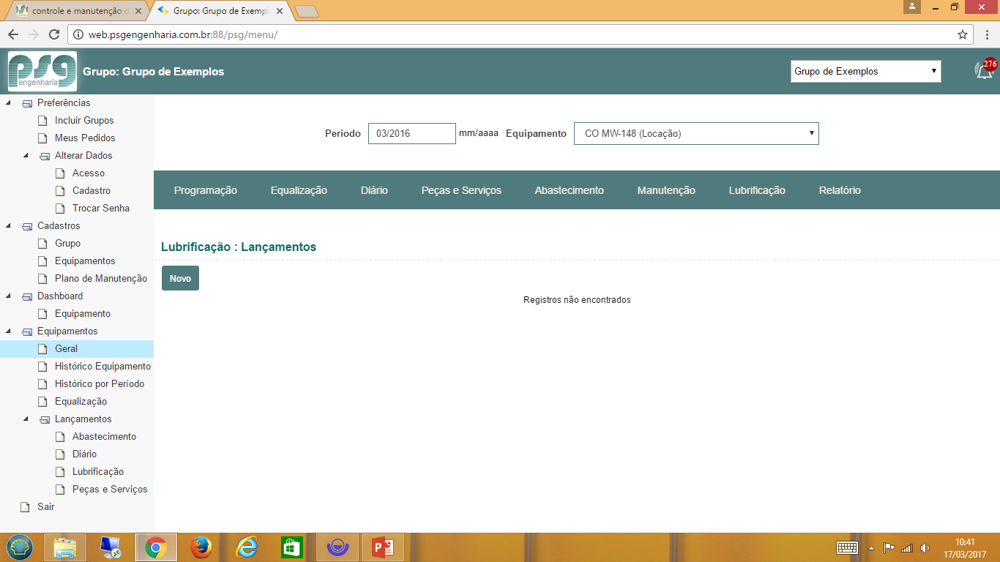 controle e manutenção d
Grupo: Grupo de Exempl
web.psgengenharia.com.br:88/psg/menu/
psg
engenharia
Grupo: Grupo de Exemplos
Grupo de Exemplos
276
Preferências
Incluir Grupos
Meus Pedidos
Alterar Dados
Acesso
Cadastro
Trocar Senha
Cadastros
Grupo
Equipamentos
Plano de Manutenção
Dashboard
Equipamento
Equipamentos
Geral
Histórico Equipamento
Histórico por Período
Equalização
Lançamentos
Abastecimento
Diário
Lubrificação
Peças e Serviços
Sair
Período 03/2016 mm/aaaa Equipamento CO MW-148 (Locação)
Programação Equalização Diário Peças e Serviços Abastecimento Manutenção Lubrificação Relatório
Lubrificação : Lançamentos
Novo
Registros não encontrados
10:41
17/03/2017